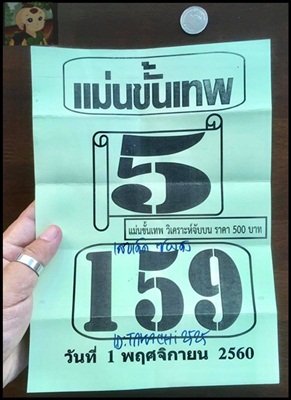 แม่นขั้นเทพ
5
แม่นขั้นเทพ วิเคราะห์จับบน ราคา 500 บาท
159
ID:TAWACHI2525
วันที่ 1 พฤศจิกายน 2560